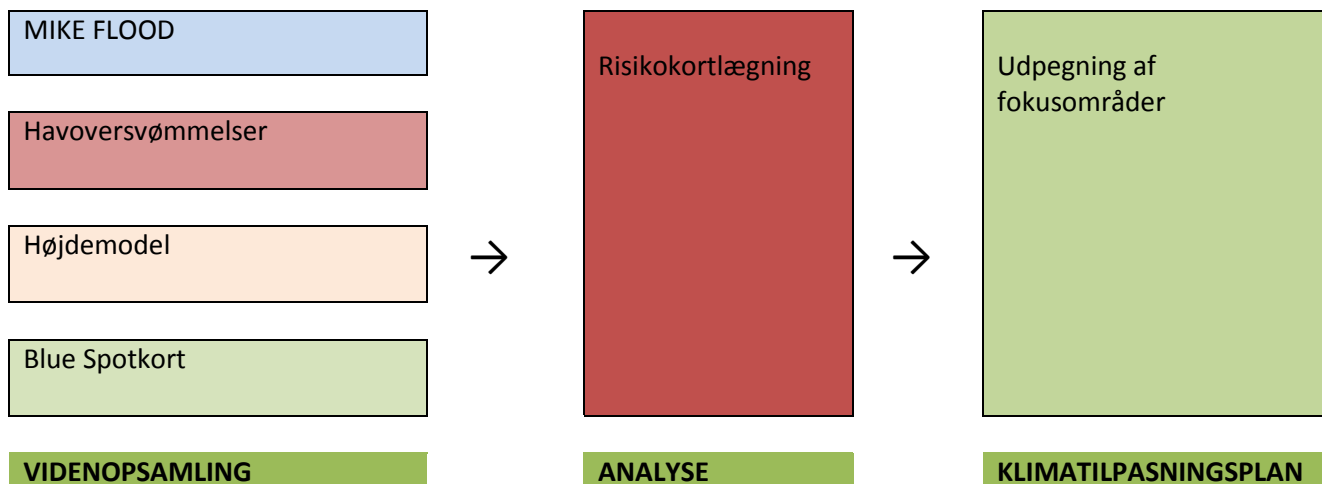 MIKE FLOOD
Havoversvømmelser
Højdemodel
Blue Spotkort
VIDENOPSAMLING
→
Risikokortlægning
ANALYSE
→
Udpegning af
fokusområder
KLIMATILPASNINGSPLAN